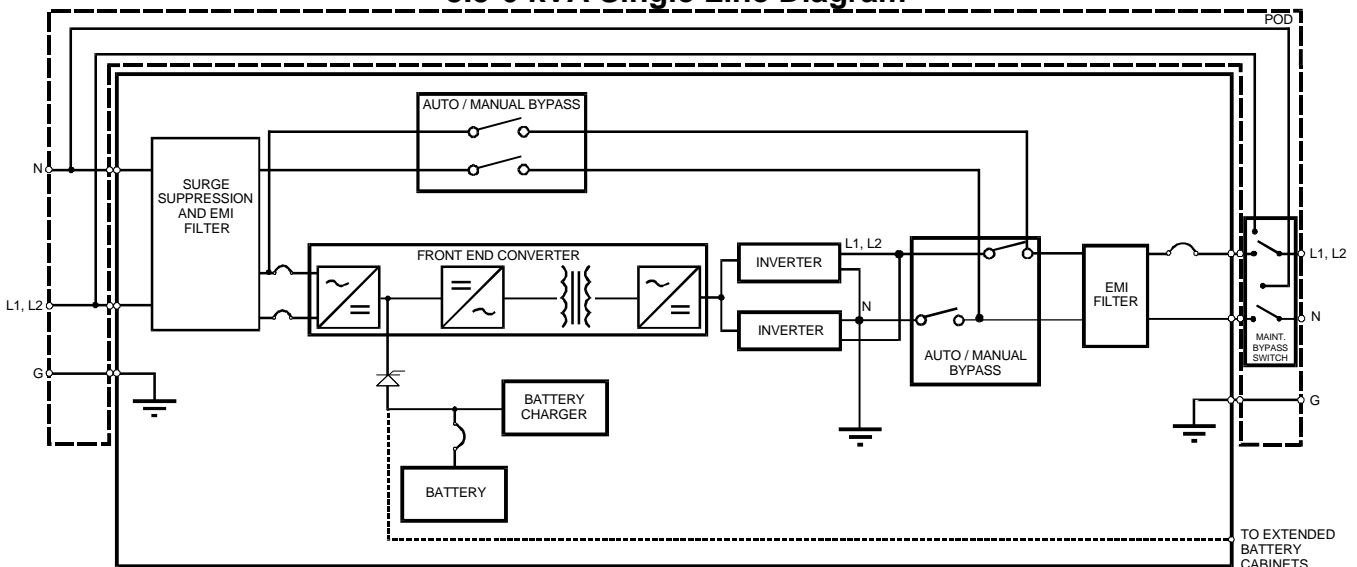 POD
AUTO / MANUAL BYPASS
N
SURGE
SUPPRESSION
AND EMI
FILTER
FRONT END CONVERTER
L1, L2
INVERTER
L1, L2
EMI
FILTER
L1, L2
N
INVERTER
N
AUTO / MANUAL
BYPASS
MAINT.
BYPASS
SWITCH
G
BATTERY
CHARGER
G
BATTERY
TO EXTENDED
BATTERY
CABINETS